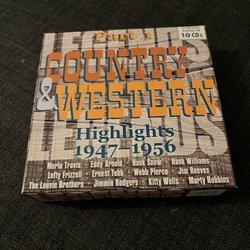 Part 1
10 CDs
COUNTRY
& WESTERN
Highlights
1947-1956
Merle Travis • Eddy Arnold • Hank Snow • Hank Williams
Lefty Frizzell • Ernest Tubb • Webb Pierce • Jim Reeves
The Louvin Brothers • Jimmie Rodgers • Kitty Wells • Marty Robbins